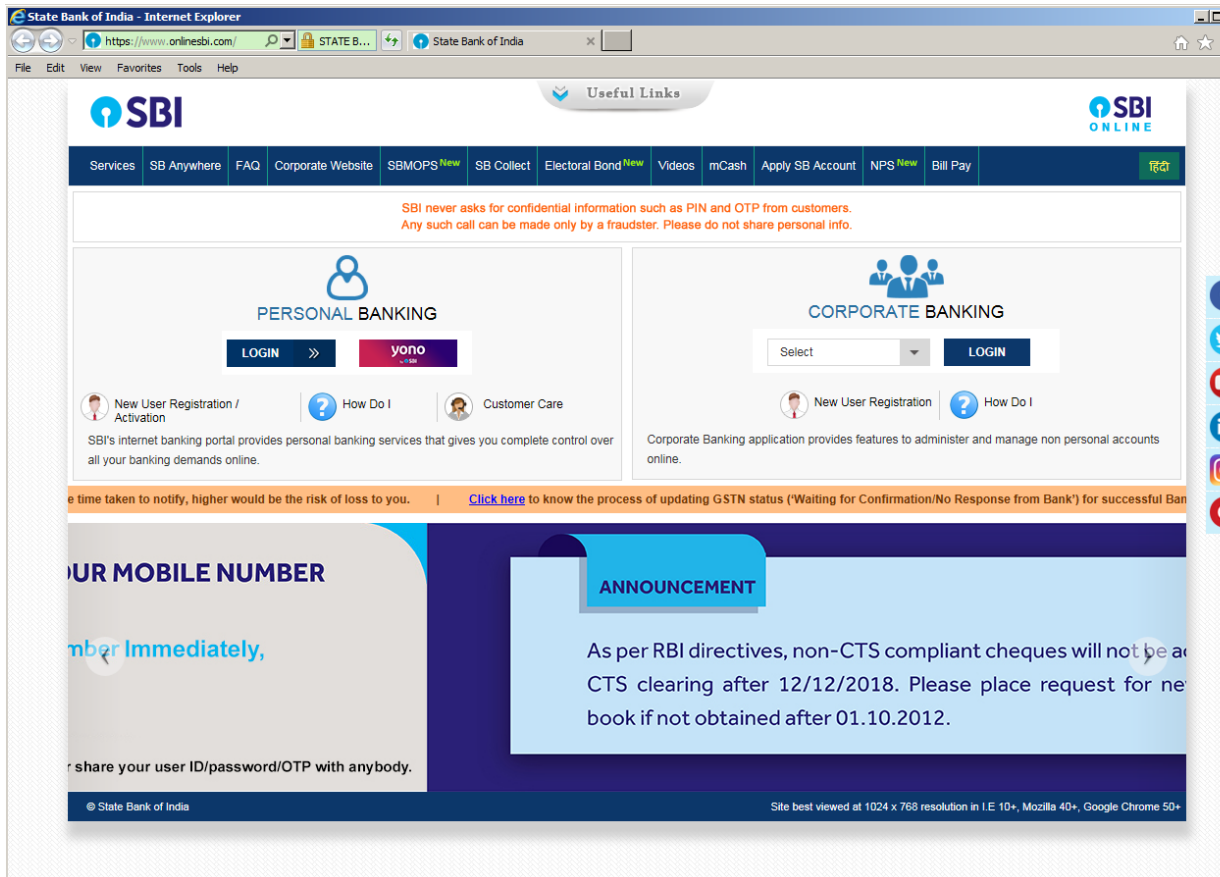 State Bank of India - Internet Explorer
https://www.onlinesbi.com/
STATE B...
State Bank of India
File Edit View Favorites Tools Help
SBI
Useful Links
SBI
ONLINE
Services SB Anywhere FAQ Corporate Website SBMOPS New SB Collect Electoral Bond New Videos mCash Apply SB Account NPS New Bill Pay हिंदी
SBI never asks for confidential information such as PIN and OTP from customers.
Any such call can be made only by a fraudster. Please do not share personal info.
PERSONAL BANKING
LOGIN »
yono
by SBI
New User Registration /
Activation
How Do I
Customer Care
SBI's internet banking portal provides personal banking services that gives you complete control over
all your banking demands online.
CORPORATE BANKING
Select
LOGIN
New User Registration
How Do I
Corporate Banking application provides features to administer and manage non personal accounts
online.
e time taken to notify, higher would be the risk of loss to you. | Click here to know the process of updating GSTN status ('Waiting for Confirmation/No Response from Bank') for successful Ban
OUR MOBILE NUMBER
mber Immediately,
r share your user ID/password/OTP with anybody.
ANNOUNCEMENT
As per RBI directives, non-CTS compliant cheques will not be ac
CTS clearing after 12/12/2018. Please place request for ne
book if not obtained after 01.10.2012.
© State Bank of India
Site best viewed at 1024 x 768 resolution in I.E 10+, Mozilla 40+, Google Chrome 50+